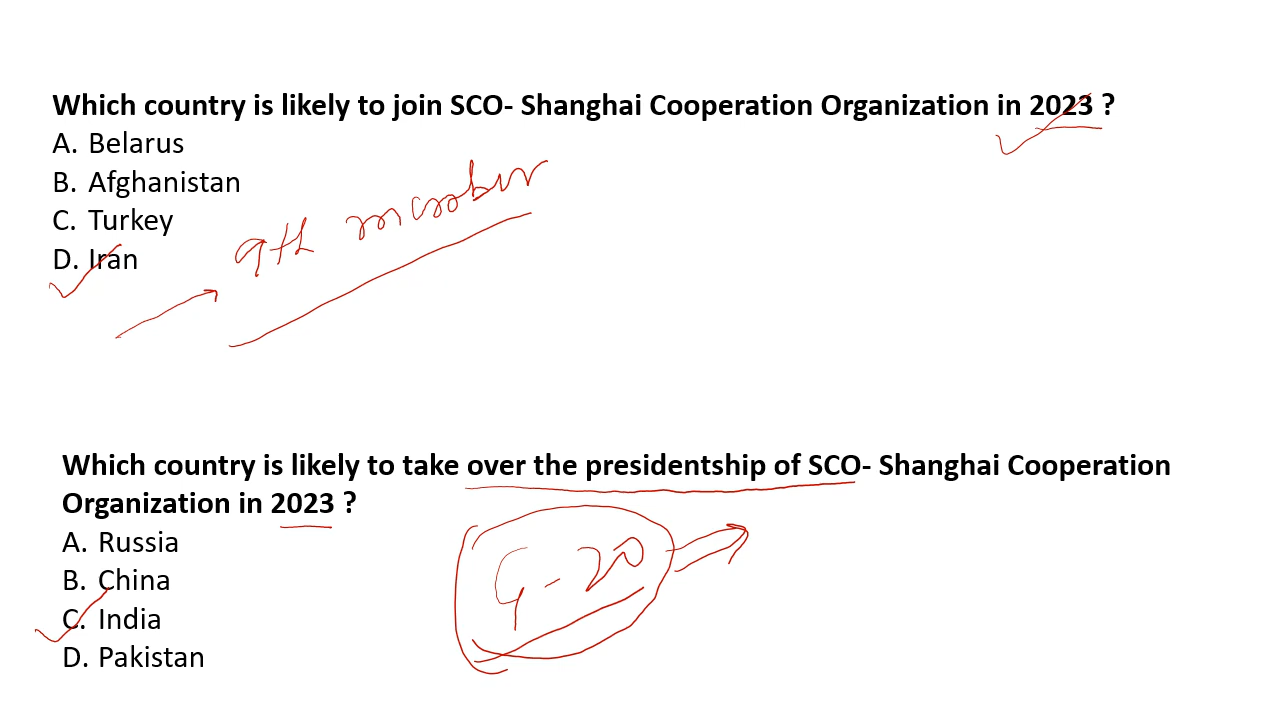 Which country is likely to join SCO- Shanghai Cooperation Organization in 2023 ?
A. Belarus
B. Afghanistan
C. Turkey
D. Iran
9th
Which country is likely to take over the presidentship of SCO- Shanghai Cooperation
Organization in 2023 ?
A. Russia
B. China
C. India
D. Pakistan
G-20